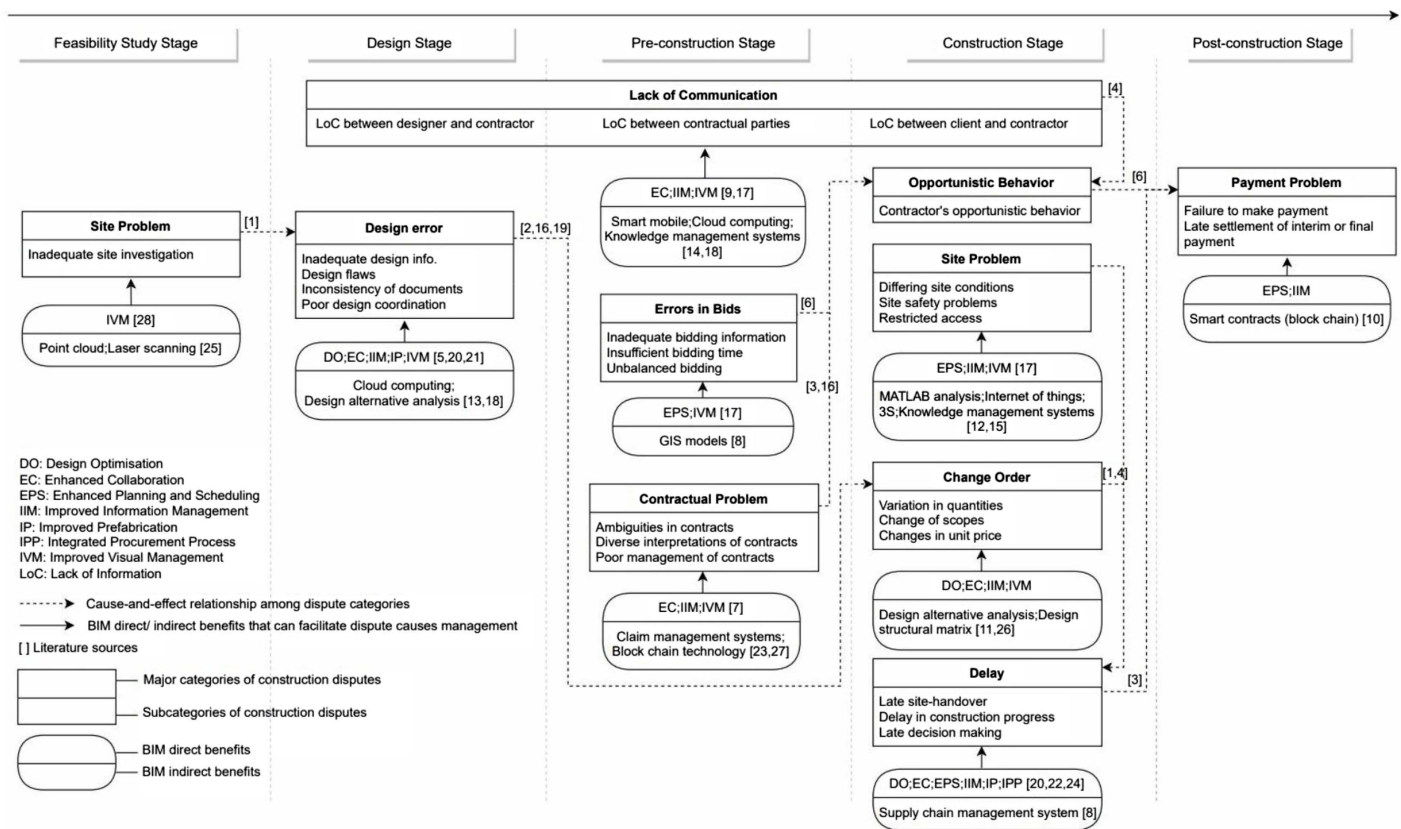 Feasibility Study Stage
Design Stage
Pre-construction Stage
Construction Stage
Post-construction Stage
Lack of Communication
[4]
LoC between designer and contractor
LoC between contractual parties
LoC between client and contractor
EC;IIM;IVM [9,17]
Smart mobile;Cloud computing;
Knowledge management systems
[14,18]
Opportunistic Behavior
Contractor's opportunistic behavior
[6]
Payment Problem
Failure to make payment
Late settlement of interim or final
payment
EPS;IIM
Smart contracts (block chain) [10]
Site Problem
Inadequate site investigation
[1]
IVM [28]
Point cloud;Laser scanning [25]
Design error
Inadequate design info.
Design flaws
Inconsistency of documents
Poor design coordination
[2,16,19]
DO;EC;IIM;IP;IVM [5,20,21]
Cloud computing;
Design alternative analysis [13,18]
Errors in Bids
Inadequate bidding information
Insufficient bidding time
Unbalanced bidding
[6]
[3,16]
EPS;IVM [17]
GIS models [8]
Site Problem
Differing site conditions
Site safety problems
Restricted access
EPS;IIM;IVM [17]
MATLAB analysis;Internet of things;
3S;Knowledge management systems
[12,15]
Contractual Problem
Ambiguities in contracts
Diverse interpretations of contracts
Poor management of contracts
EC;IIM;IVM [7]
Claim management systems;
Block chain technology [23,27]
Change Order
Variation in quantities
Change of scopes
Changes in unit price
[1,4]
DO;EC;IIM;IVM
Design alternative analysis;Design
structural matrix [11,26]
Delay
Late site-handover
Delay in construction progress
Late decision making
[3]
DO;EC;EPS;IIM;IP;IPP [20,22,24]
Supply chain management system [8]
DO: Design Optimisation
EC: Enhanced Collaboration
EPS: Enhanced Planning and Scheduling
IIM: Improved Information Management
IP: Improved Prefabrication
IPP: Integrated Procurement Process
IVM: Improved Visual Management
LoC: Lack of Information
Cause-and-effect relationship among dispute categories
BIM direct/ indirect benefits that can facilitate dispute causes management
[ ] Literature sources
Major categories of construction disputes
Subcategories of construction disputes
BIM direct benefits
BIM indirect benefits